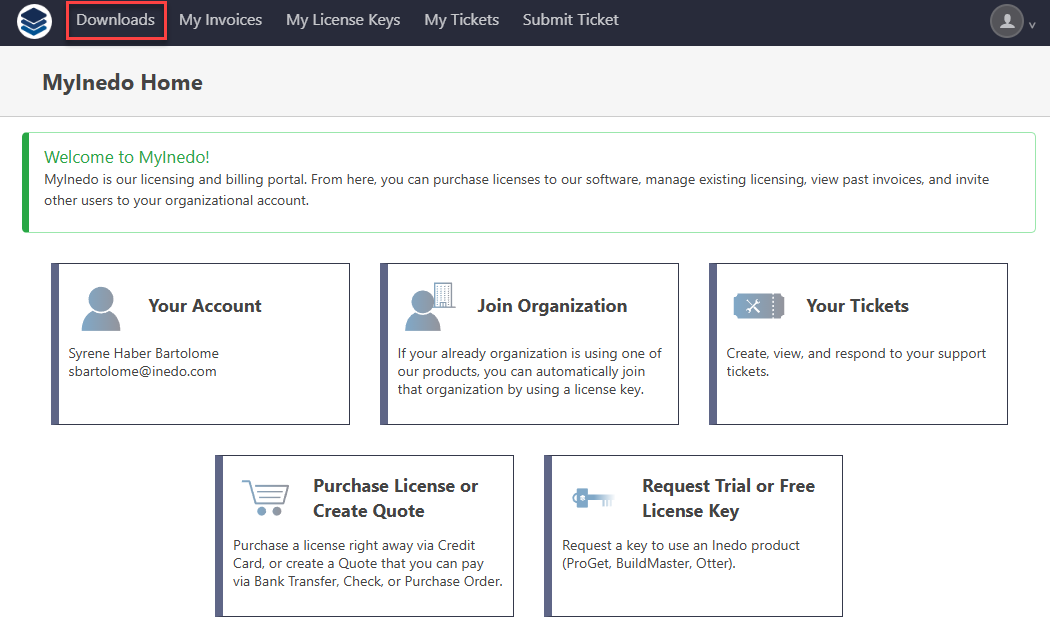 Downloads My Invoices My License Keys My Tickets Submit Ticket
MyInedo Home
Welcome to MyInedo!
MyInedo is our licensing and billing portal. From here, you can purchase licenses to our software, manage existing licensing, view past invoices, and invite
other users to your organizational account.
Your Account
Syrene Haber Bartolome
sbartolome@inedo.com
Join Organization
If your already organization is using one of
our products, you can automatically join
that organization by using a license key.
Your Tickets
Create, view, and respond to your support
tickets.
Purchase License or
Create Quote
Purchase a license right away via Credit
Card, or create a Quote that you can pay
via Bank Transfer, Check, or Purchase Order.
Request Trial or Free
License Key
Request a key to use an Inedo product
(ProGet, BuildMaster, Otter).